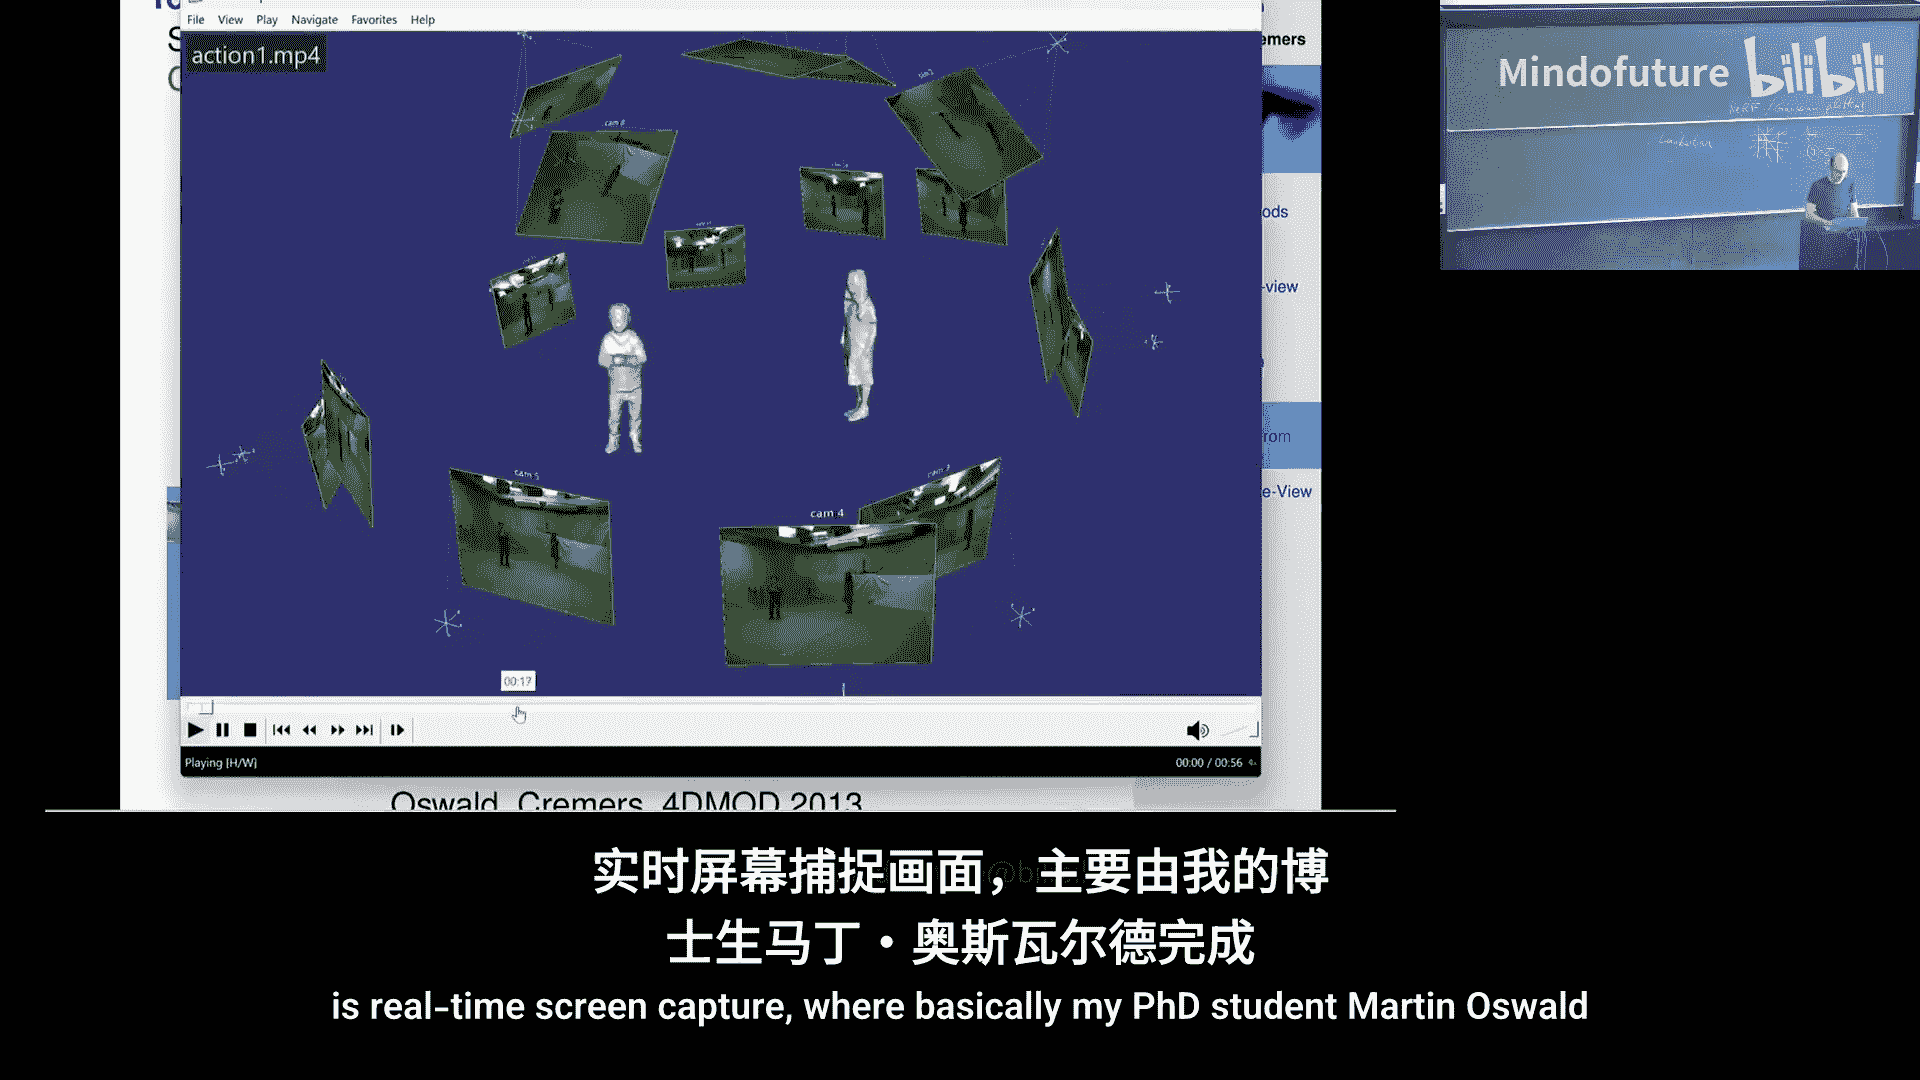 File View Play Navigate Favorites Help
action1.mp4
emers
Mindofuture bilibili
cam 5
cam 4
ods
-view
rom
e-View
00:17
Playing [H/W]
00:00 / 00:56
Oswald, Cremers, 4DMOD 2013
实时屏幕捕捉画面，主要由我的博
士生马丁·奥斯瓦尔德完成
is real-time screen capture, where basically my PhD student Martin Oswald